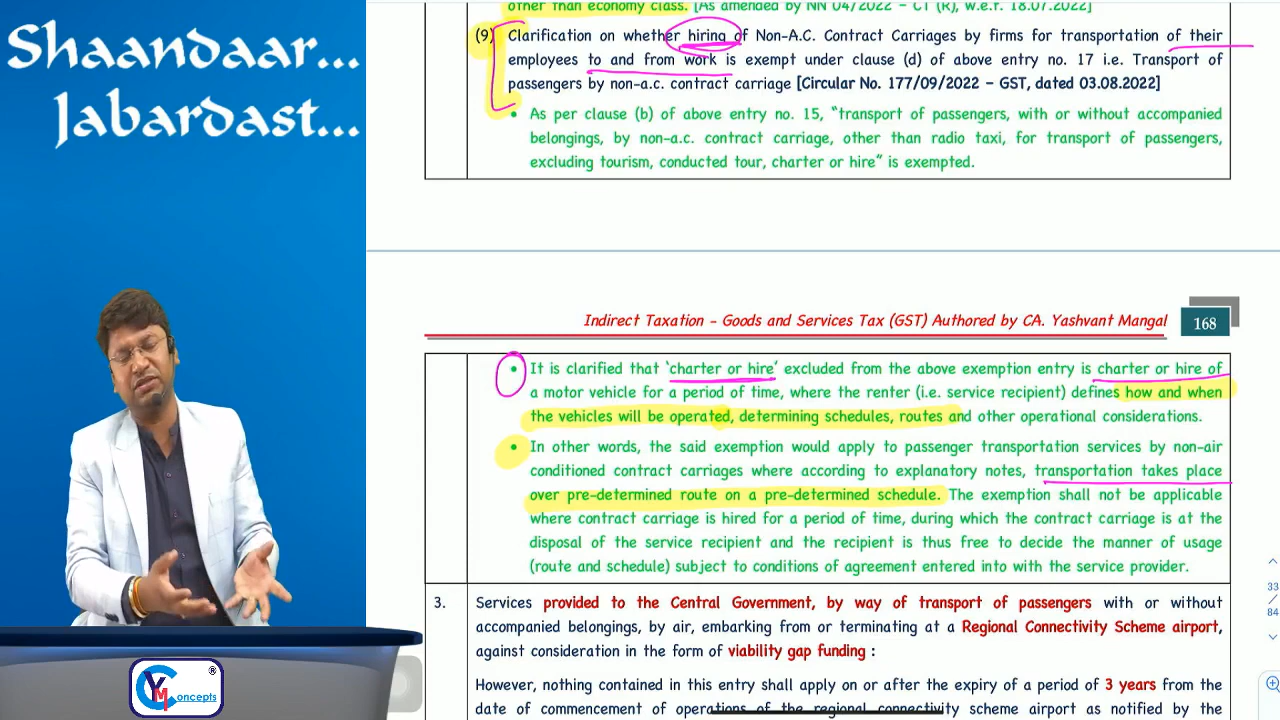 Shaandaar...
Jabardast...
other than economy class. [As amended by NN 04/2022 – CT (R), w.e.f. 18.07.2022]
(9) Clarification on whether hiring of Non-A.C. Contract Carriages by firms for transportation of their
employees to and from work is exempt under clause (d) of above entry no. 17 i.e. Transport of
passengers by non-a.c. contract carriage [Circular No. 177/09/2022 – GST, dated 03.08.2022]
• As per clause (b) of above entry no. 15, “transport of passengers, with or without accompanied
belongings, by non-a.c. contract carriage, other than radio taxi, for transport of passengers,
excluding tourism, conducted tour, charter or hire” is exempted.
Indirect Taxation – Goods and Services Tax (GST) Authored by CA. Yashvant Mangal 168
• It is clarified that ‘charter or hire’ excluded from the above exemption entry is charter or hire of
a motor vehicle for a period of time, where the renter (i.e. service recipient) defines how and when
the vehicles will be operated, determining schedules, routes and other operational considerations.
• In other words, the said exemption would apply to passenger transportation services by non-air
conditioned contract carriages where according to explanatory notes, transportation takes place
over pre-determined route on a pre-determined schedule. The exemption shall not be applicable
where contract carriage is hired for a period of time, during which the contract carriage is at the
disposal of the service recipient and the recipient is thus free to decide the manner of usage
(route and schedule) subject to conditions of agreement entered into with the service provider.
3. Services provided to the Central Government, by way of transport of passengers with or without
accompanied belongings, by air, embarking from or terminating at a Regional Connectivity Scheme airport,
against consideration in the form of viability gap funding :
However, nothing contained in this entry shall apply on or after the expiry of a period of 3 years from the
date of commencement of operations of the regional connectivity scheme airport as notified by the
33
/
84
YM Concepts ®